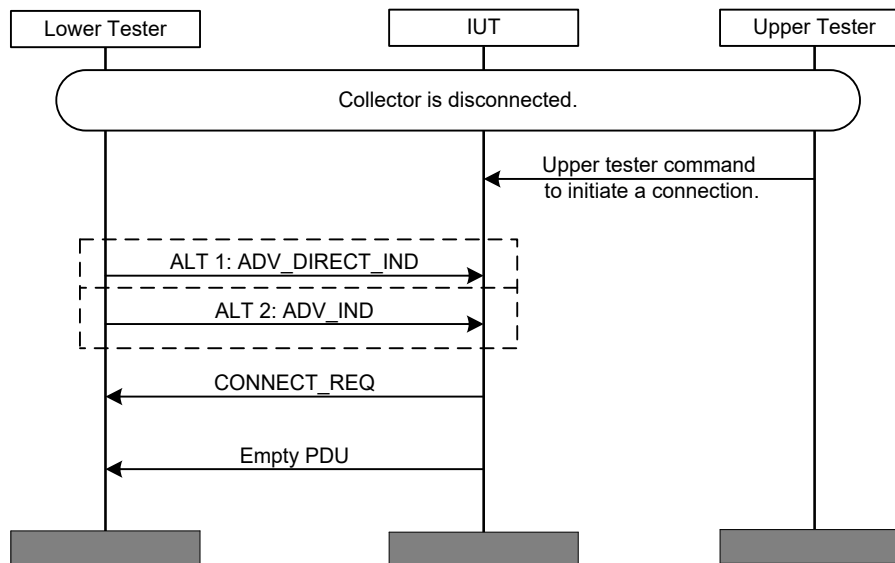 Lower Tester
IUT
Upper Tester
Collector is disconnected.
Upper tester command
to initiate a connection.
ALT 1: ADV_DIRECT_IND
ALT 2: ADV_IND
CONNECT_REQ
Empty PDU